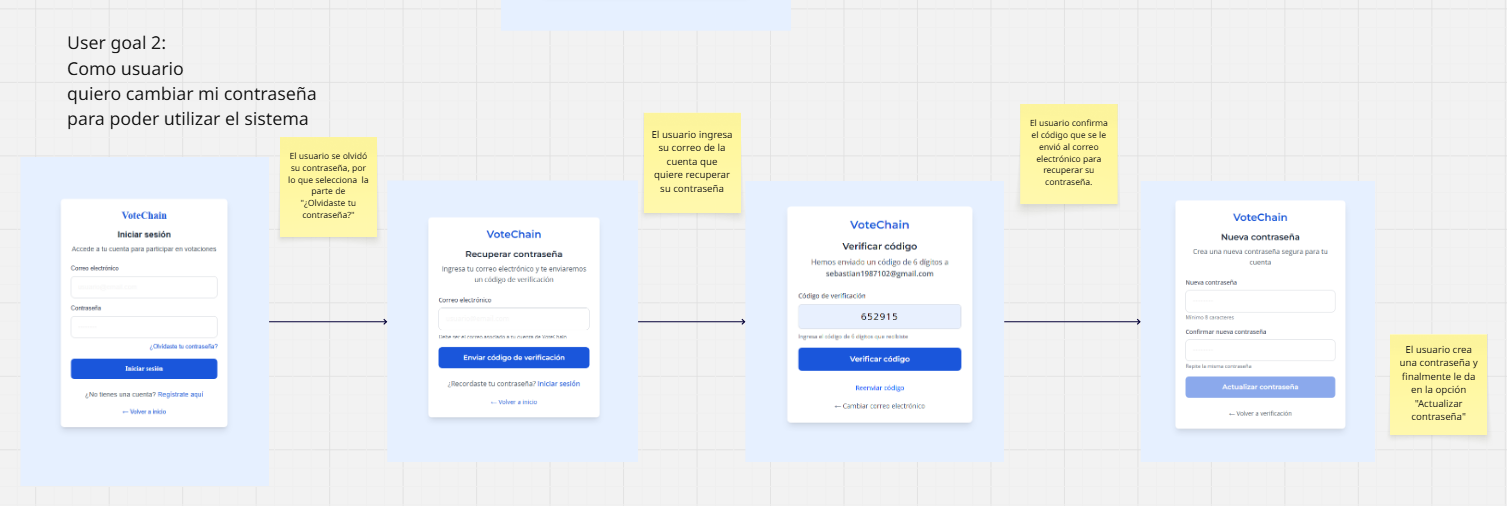 User goal 2:
Como usuario
quiero cambiar mi contraseña
para poder utilizar el sistema
El usuario se olvidó
su contraseña, por
lo que selecciona la
parte de
"¿Olvidaste tu
contraseña?"
VoteChain
Iniciar sesión
Accede a tu cuenta para participar en votaciones
Correo electrónico
Contraseña
¿Olvidaste tu contraseña?
Iniciar sesión
¿No tienes una cuenta? Regístrate aquí
← Volver a inicio
El usuario ingresa
su correo de la
cuenta que
quiere recuperar
su contraseña
VoteChain
Recuperar contraseña
Ingresa tu correo electrónico y te enviaremos
un código de verificación
Correo electrónico
Debe ser el correo asociado a tu cuenta de VoteChain
Enviar código de verificación
¿Recordaste tu contraseña? Iniciar sesión
← Volver a inicio
El usuario confirma
el código que se le
envió al correo
electrónico para
recuperar su
contraseña.
VoteChain
Verificar código
Hemos enviado un código de 6 dígitos a
sebastian1987102@gmail.com
Código de verificación
652915
Ingresa el código de 6 dígitos que recibiste
Verificar código
Reenviar código
← Cambiar correo electrónico
VoteChain
Nueva contraseña
Crea una nueva contraseña segura para tu
cuenta
Nueva contraseña
Mínimo 8 caracteres
Confirmar nueva contraseña
Repite la misma contraseña
Actualizar contraseña
← Volver a verificación
El usuario crea
una contraseña y
finalmente le da
en la opción
"Actualizar
contraseña"